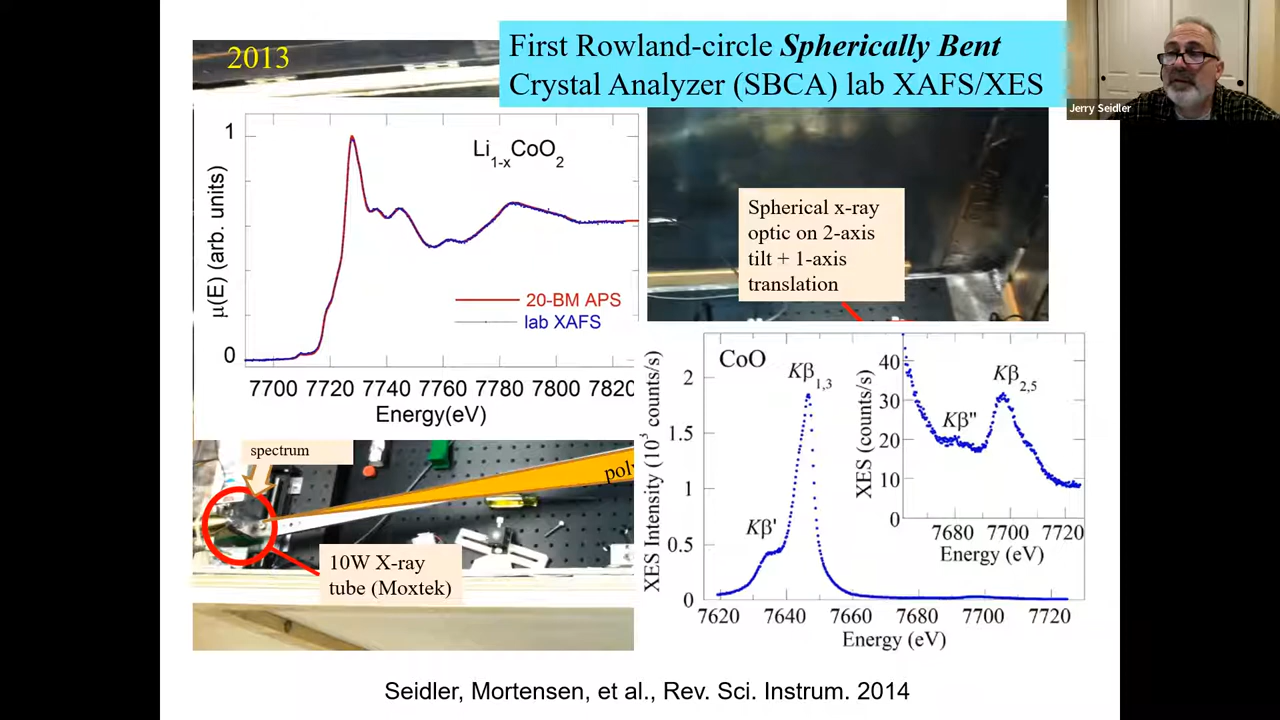 2013
First Rowland-circle Spherically Bent
Crystal Analyzer (SBCA) lab XAFS/XES
Jerry Seidler
μ(E) (arb. units)
1
0
Li1-xCoO2
20-BM APS
lab XAFS
7700 7720 7740 7760 7780 7800 7820
Energy(eV)
Spherical x-ray
optic on 2-axis
tilt + 1-axis
translation
spectrum
poly
10W X-ray
tube (Moxtek)
XES Intensity (10³ counts/s)
2
1.5
1
0.5
0
CoO
Kβ1,3
Kβ'
7620 7640 7660 7680 7700 7720
Energy (eV)
XES (counts/s)
40
30
20
10
0
Kβ2,5
Kβ"
7680 7700 7720
Energy (eV)
Seidler, Mortensen, et al., Rev. Sci. Instrum. 2014